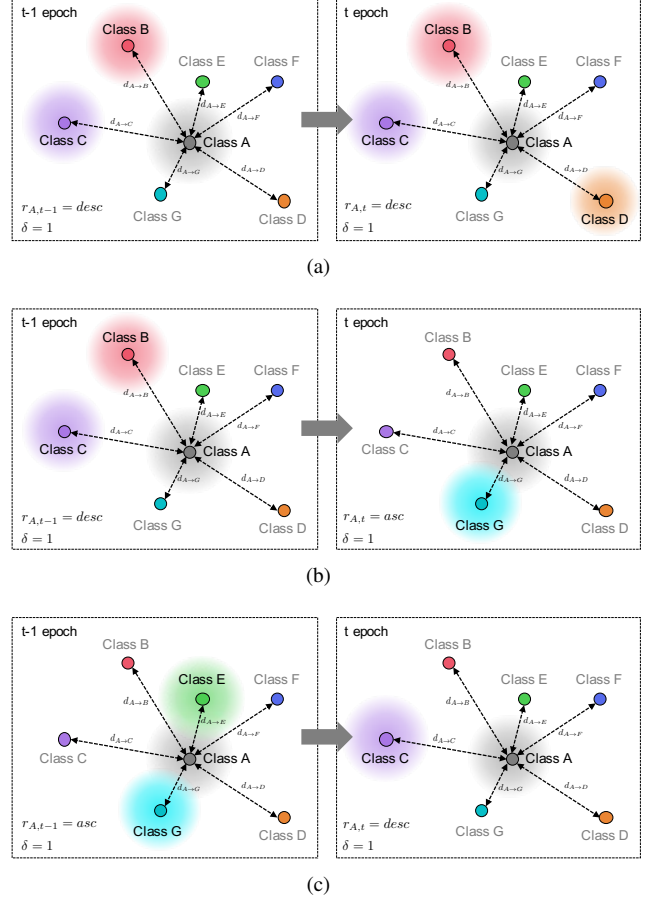 t-1 epoch
Class B
Class E
Class F
Class C
Class A
Class G
Class D
d_{A→B}
d_{A→E}
d_{A→C}
d_{A→F}
d_{A→G}
d_{A→D}
r_{A,t−1} = desc
δ = 1
t epoch
Class B
Class E
Class F
Class C
Class A
Class G
Class D
d_{A→B}
d_{A→E}
d_{A→C}
d_{A→F}
d_{A→G}
d_{A→D}
r_{A,t} = desc
δ = 1
(a)
t-1 epoch
Class B
Class E
Class F
Class C
Class A
Class G
Class D
d_{A→B}
d_{A→E}
d_{A→C}
d_{A→F}
d_{A→G}
d_{A→D}
r_{A,t−1} = desc
δ = 1
t epoch
Class B
Class E
Class F
Class C
Class A
Class G
Class D
d_{A→B}
d_{A→E}
d_{A→C}
d_{A→F}
d_{A→G}
d_{A→D}
r_{A,t} = asc
δ = 1
(b)
t-1 epoch
Class B
Class E
Class F
Class C
Class A
Class G
Class D
d_{A→B}
d_{A→E}
d_{A→C}
d_{A→F}
d_{A→G}
d_{A→D}
r_{A,t−1} = asc
δ = 1
t epoch
Class B
Class E
Class F
Class C
Class A
Class G
Class D
d_{A→B}
d_{A→E}
d_{A→C}
d_{A→F}
d_{A→G}
d_{A→D}
r_{A,t} = desc
δ = 1
(c)